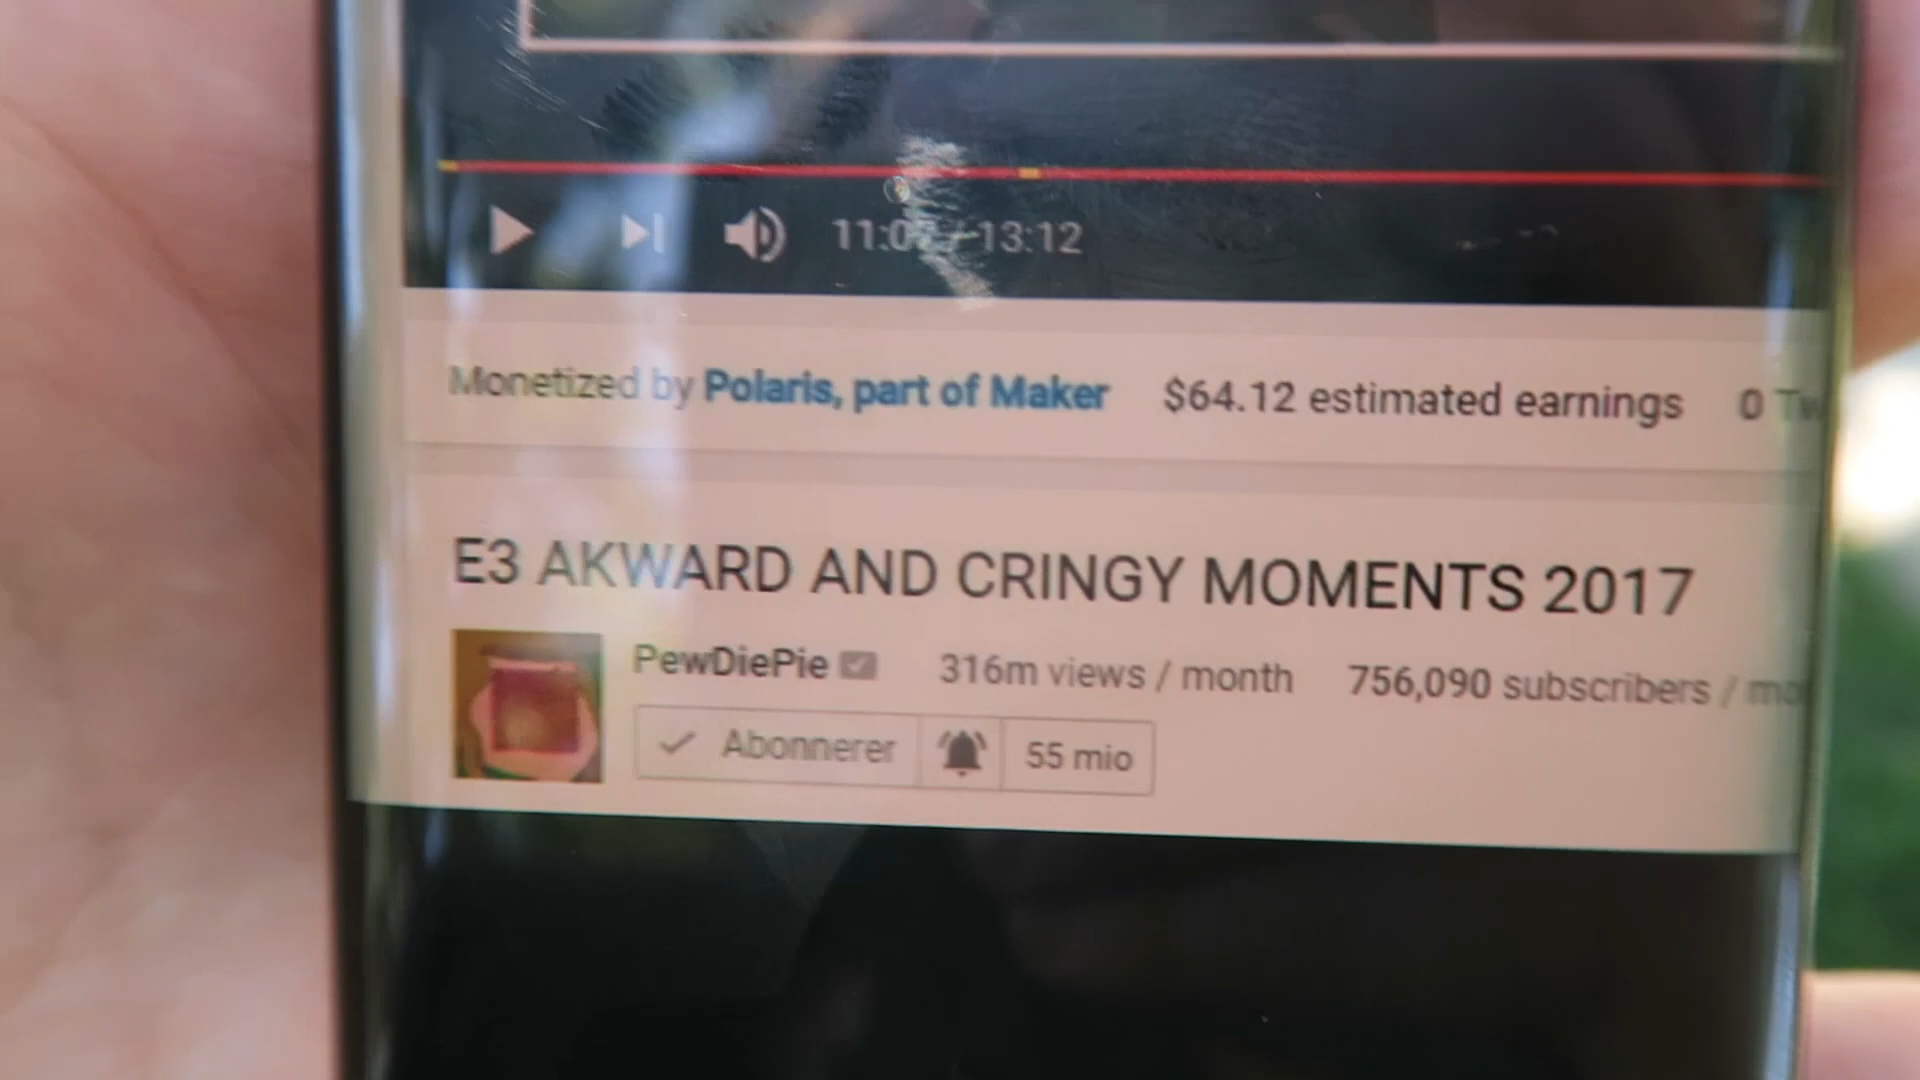 13:12
Monetized by Polaris, part of Maker $64.12 estimated earnings 0
E3 AKWARD AND CRINGY MOMENTS 2017
PewDiePie 316m views / month 756,090 subscribers /
Abonnerer 55 mio